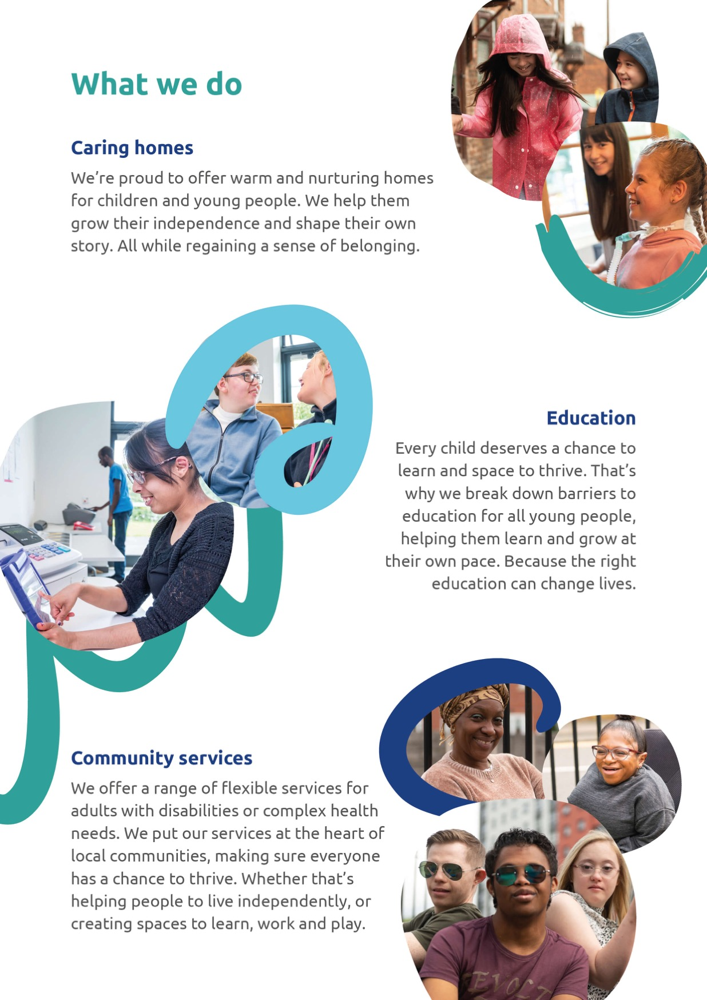 What we do
Caring homes
We’re proud to offer warm and nurturing homes
for children and young people. We help them
grow their independence and shape their own
story. All while regaining a sense of belonging.
Education
Every child deserves a chance to
learn and space to thrive. That’s
why we break down barriers to
education for all young people,
helping them learn and grow at
their own pace. Because the right
education can change lives.
Community services
We offer a range of flexible services for
adults with disabilities or complex health
needs. We put our services at the heart of
local communities, making sure everyone
has a chance to thrive. Whether that’s
helping people to live independently, or
creating spaces to learn, work and play.